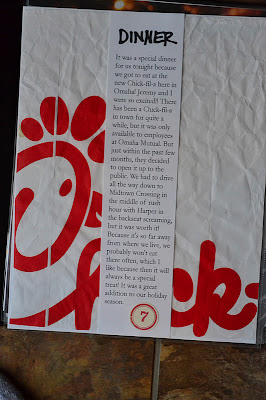 DINNER
It was a special dinner
for us tonight because
we got to eat at the
new Chick-fil-a here in
Omaha! Jeremy and I
were so excited!! There
has been a Chick-fil-a
in town for quite a
while, but it was only
available to employees
at Omaha Mutual. But
just within the past few
months, they decided
to open it up to the
public. We had to drive
all the way down to
Midtown Crossing in
the middle of rush
hour with Harper in
the backseat screaming,
but it was worth it!
Because it's so far away
from where we live, we
probably won't eat
there often, which I
like because then it will
always be a special
treat! It was a great
addition to our holiday
season.
7